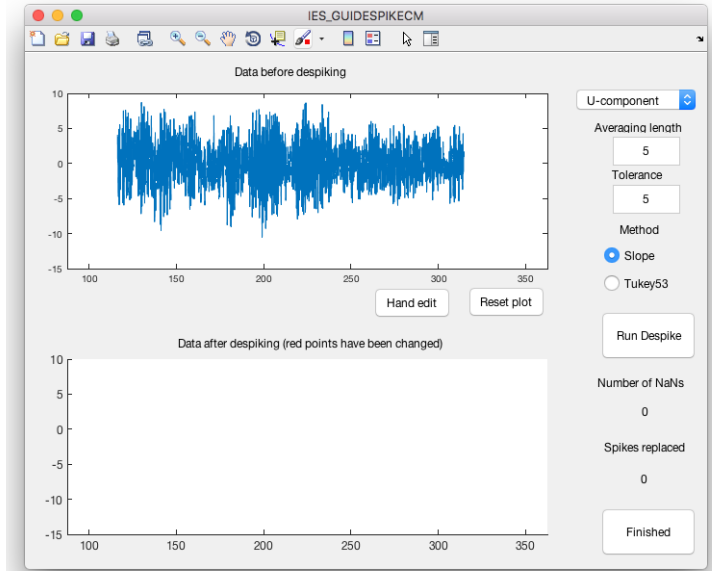 IES_GUIDESPIKECM
Data before despiking
10
5
0
-5
-10
-15
100
150
200
250
300
350
Hand edit
Reset plot
Data after despiking (red points have been changed)
10
5
0
-5
-10
-15
100
150
200
250
300
350
U-component
Averaging length
5
Tolerance
5
Method
Slope
Tukey53
Run Despike
Number of NaNs
0
Spikes replaced
0
Finished